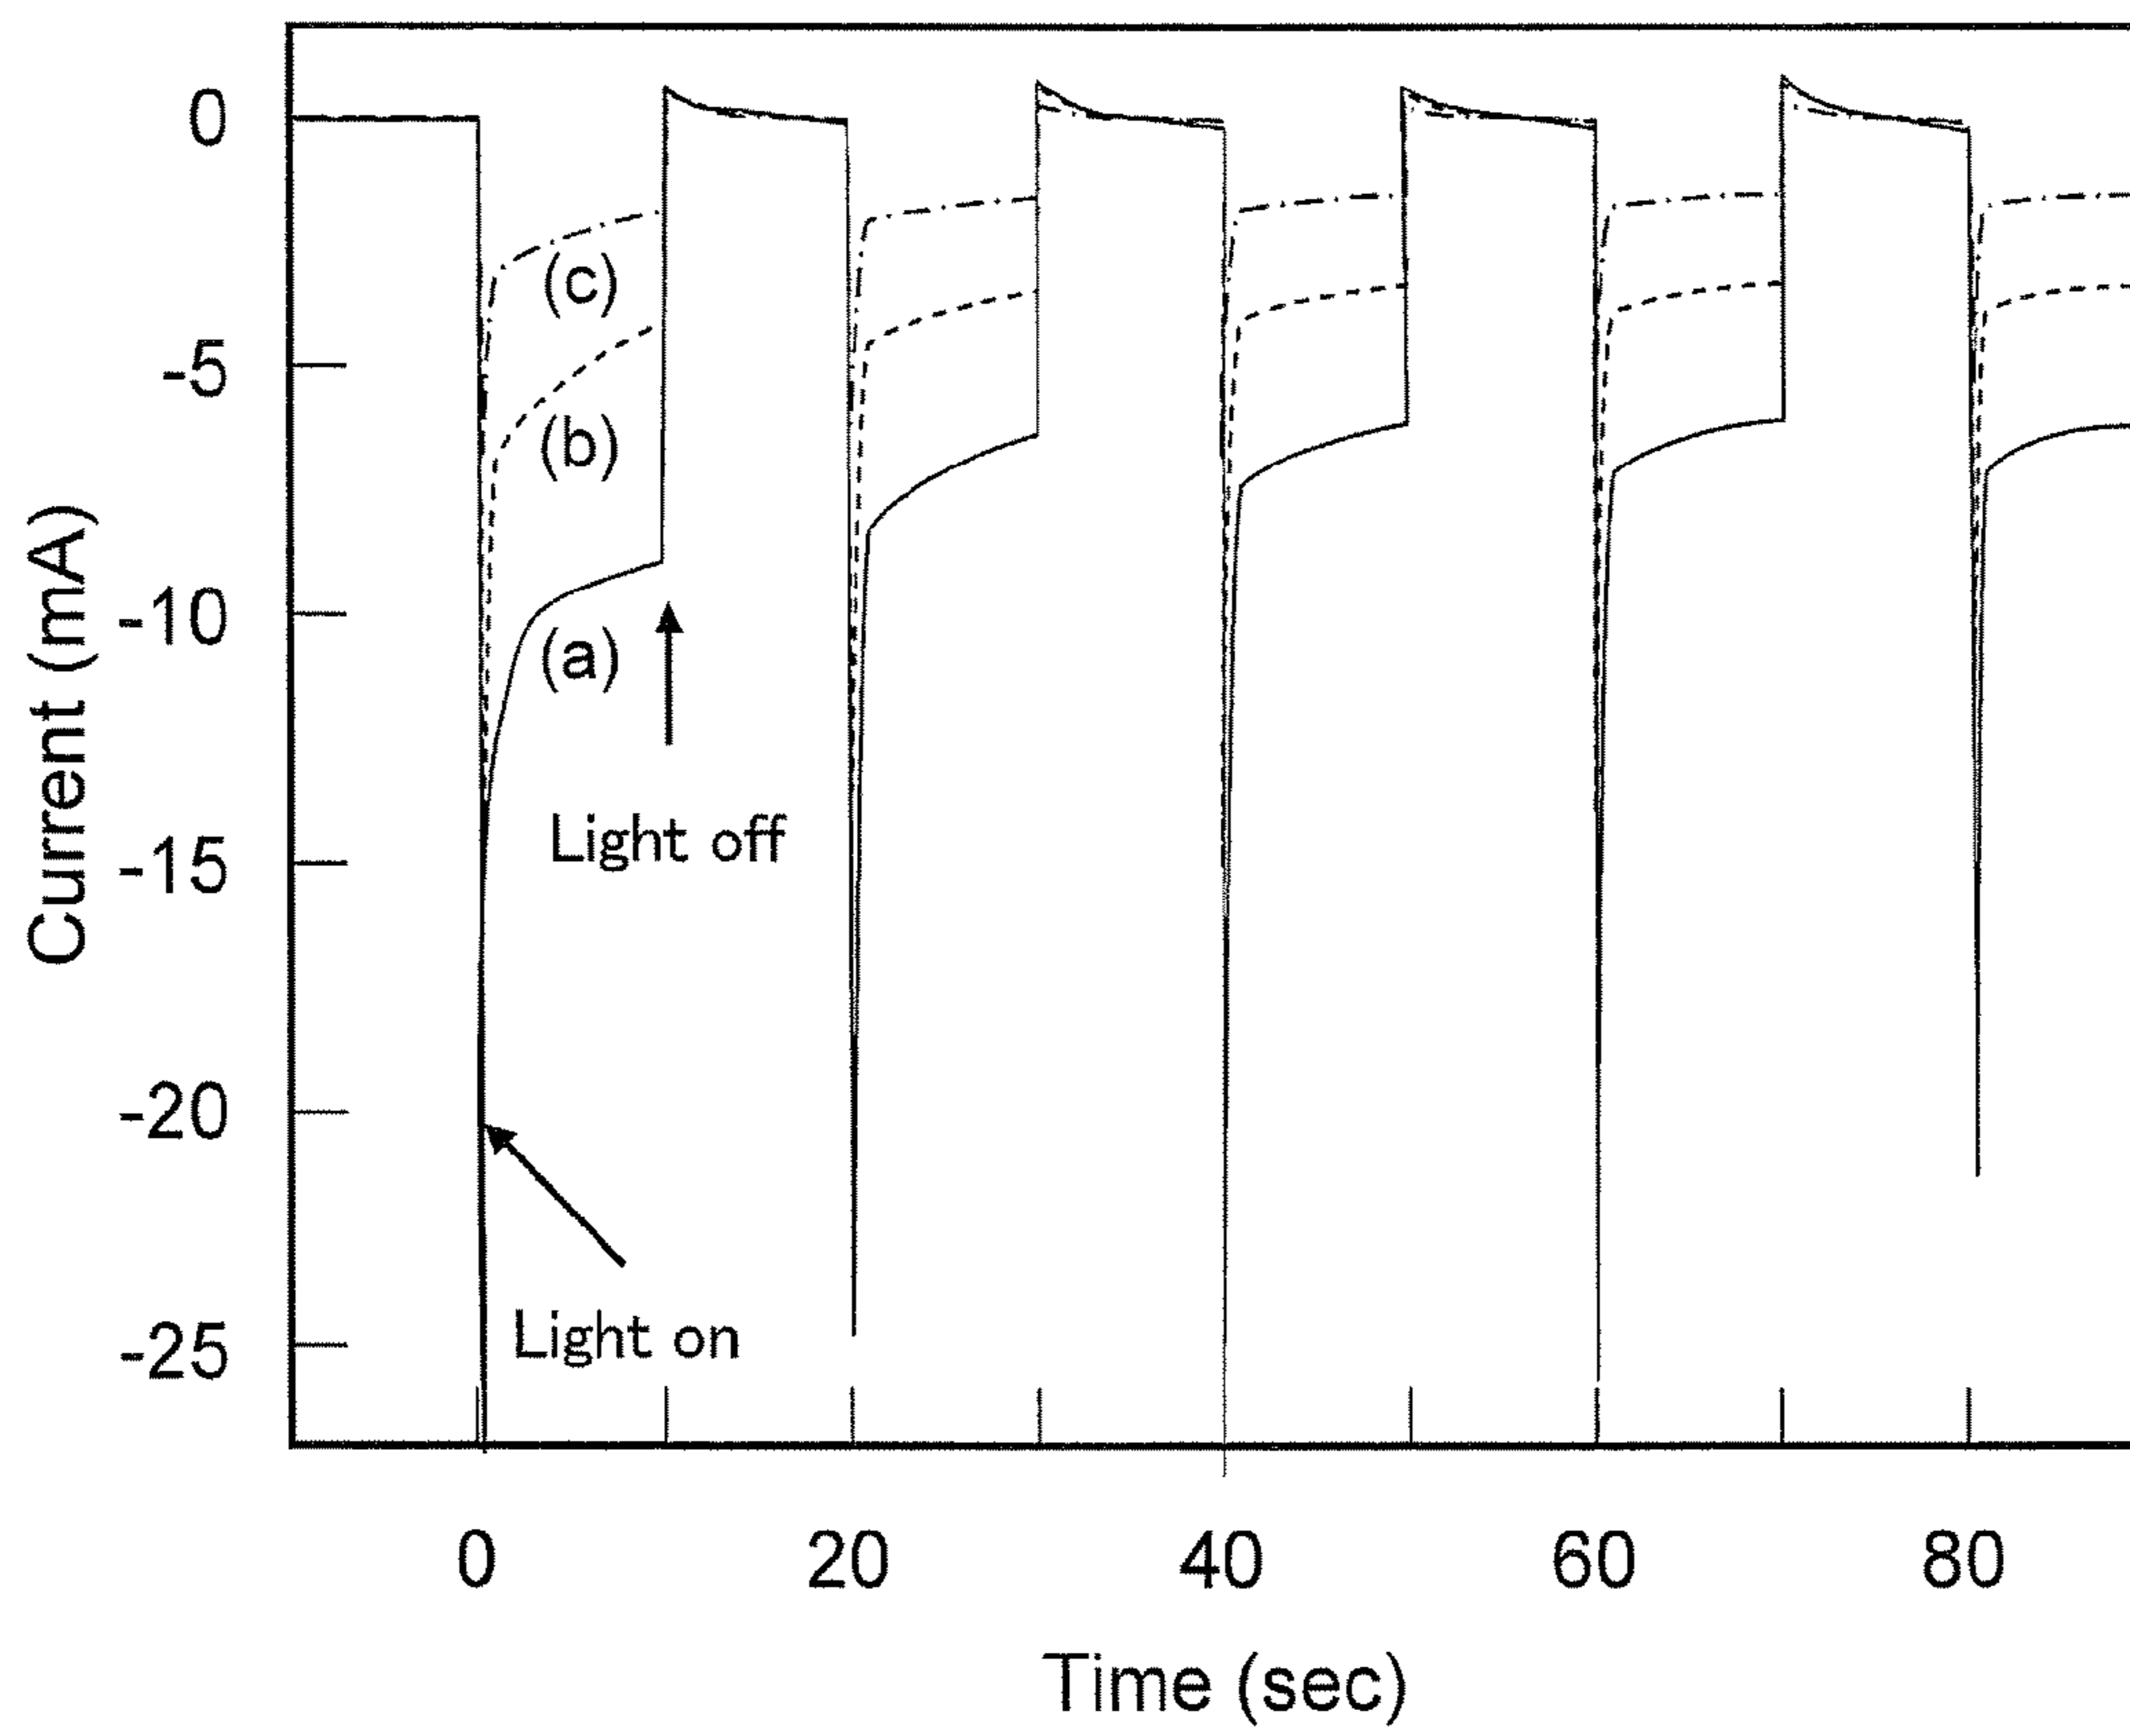 0
-5
-10
-15
-20
-25
Current (mA)
(c)
(b)
(a)
Light off
Light on
0 20 40 60 80
Time (sec)